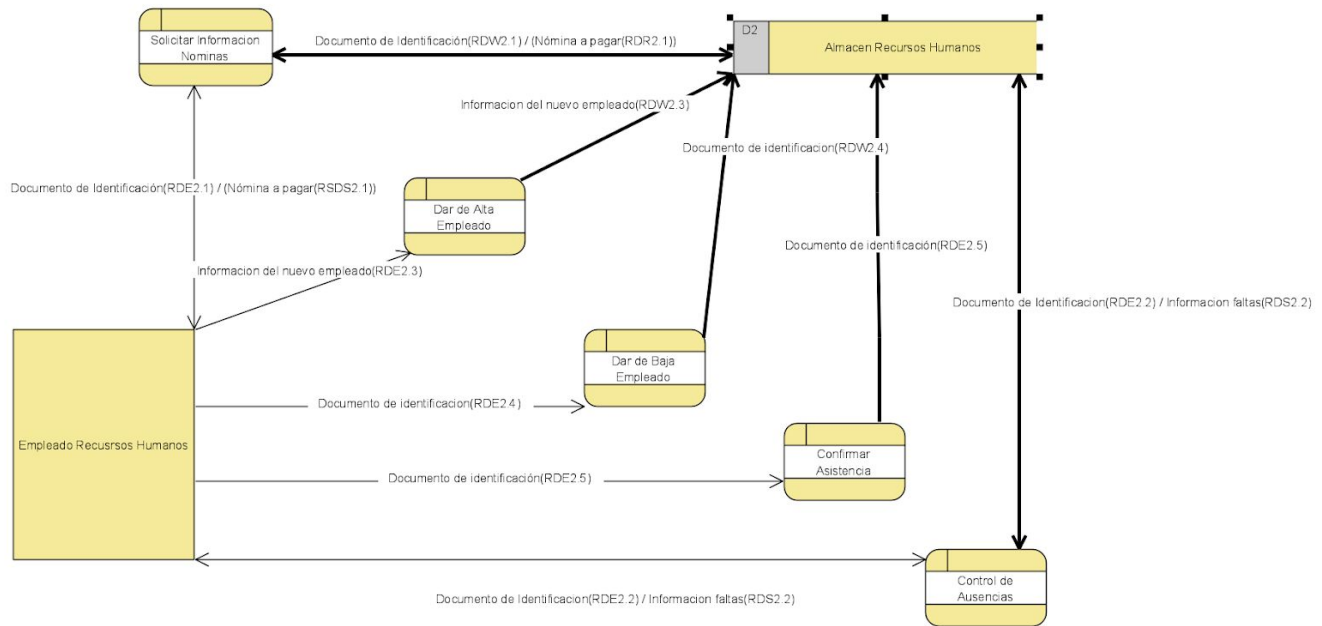 Solicitar Informacion
Nominas
Documento de Identificación(RDW2.1) / (Nómina a pagar(RDR2.1))
D2
Almacen Recursos Humanos
Informacion del nuevo empleado(RDW2.3)
Documento de identificacion(RDW2.4)
Documento de Identificación(RDE2.1) / (Nómina a pagar(RSDS2.1))
Dar de Alta
Empleado
Documento de identificación(RDE2.5)
Informacion del nuevo empleado(RDE2.3)
Documento de Identificacion(RDE2.2) / Informacion faltas(RDS2.2)
Dar de Baja
Empleado
Documento de identificacion(RDE2.4)
Empleado Recusrsos Humanos
Confirmar
Asistencia
Documento de identificación(RDE2.5)
Control de
Ausencias
Documento de Identificacion(RDE2.2) / Informacion faltas(RDS2.2)